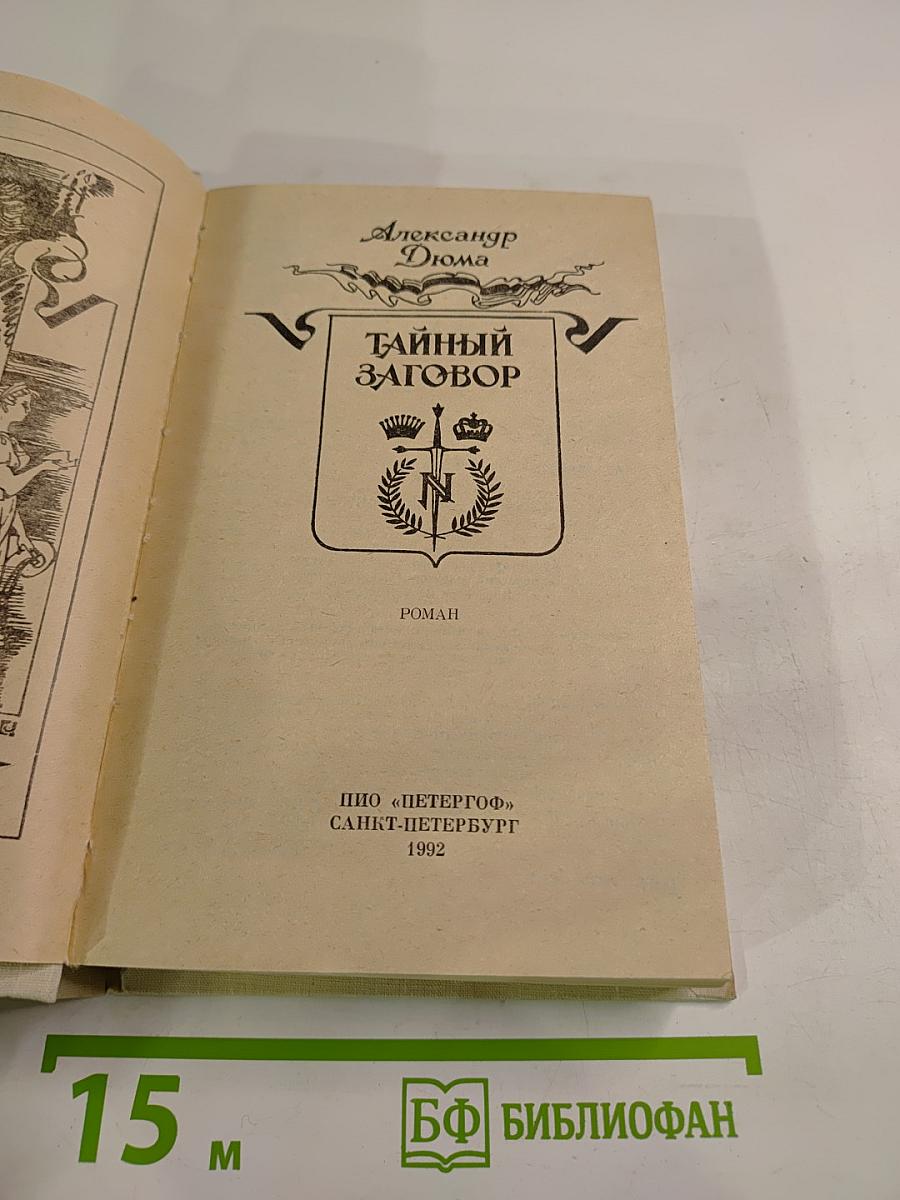 Александр
Дюма
ТАЙНЫЙ
ЗАГОВОР
N
РОМАН
ПИО «ПЕТЕРГОФ»
САНКТ-ПЕТЕРБУРГ
1992
15 м
БФ БИБЛИОФАН